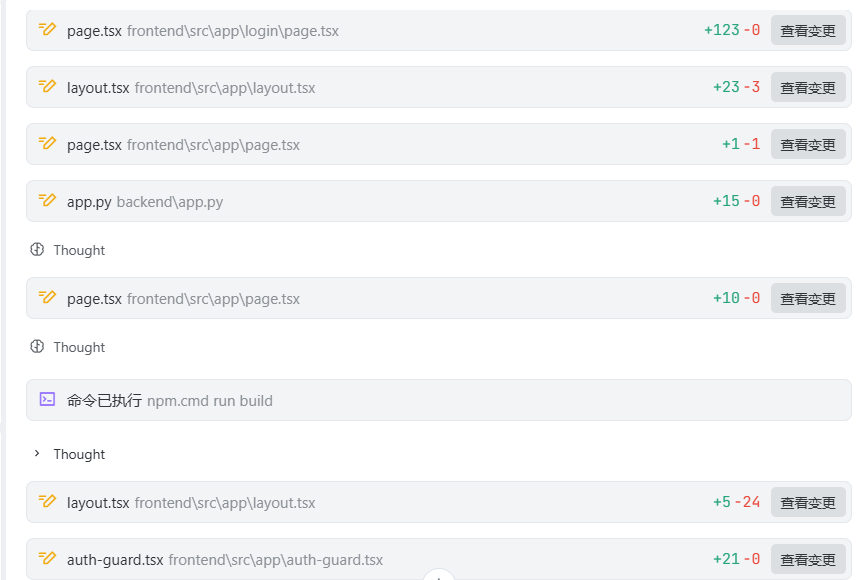 page.tsx frontend\src\app\login\page.tsx +123 -0 查看变更
layout.tsx frontend\src\app\layout.tsx +23 -3 查看变更
page.tsx frontend\src\app\page.tsx +1 -1 查看变更
app.py backend\app.py +15 -0 查看变更
Thought
page.tsx frontend\src\app\page.tsx +10 -0 查看变更
Thought
命令已执行 npm.cmd run build
Thought
layout.tsx frontend\src\app\layout.tsx +5 -24 查看变更
auth-guard.tsx frontend\src\app\auth-guard.tsx +21 -0 查看变更